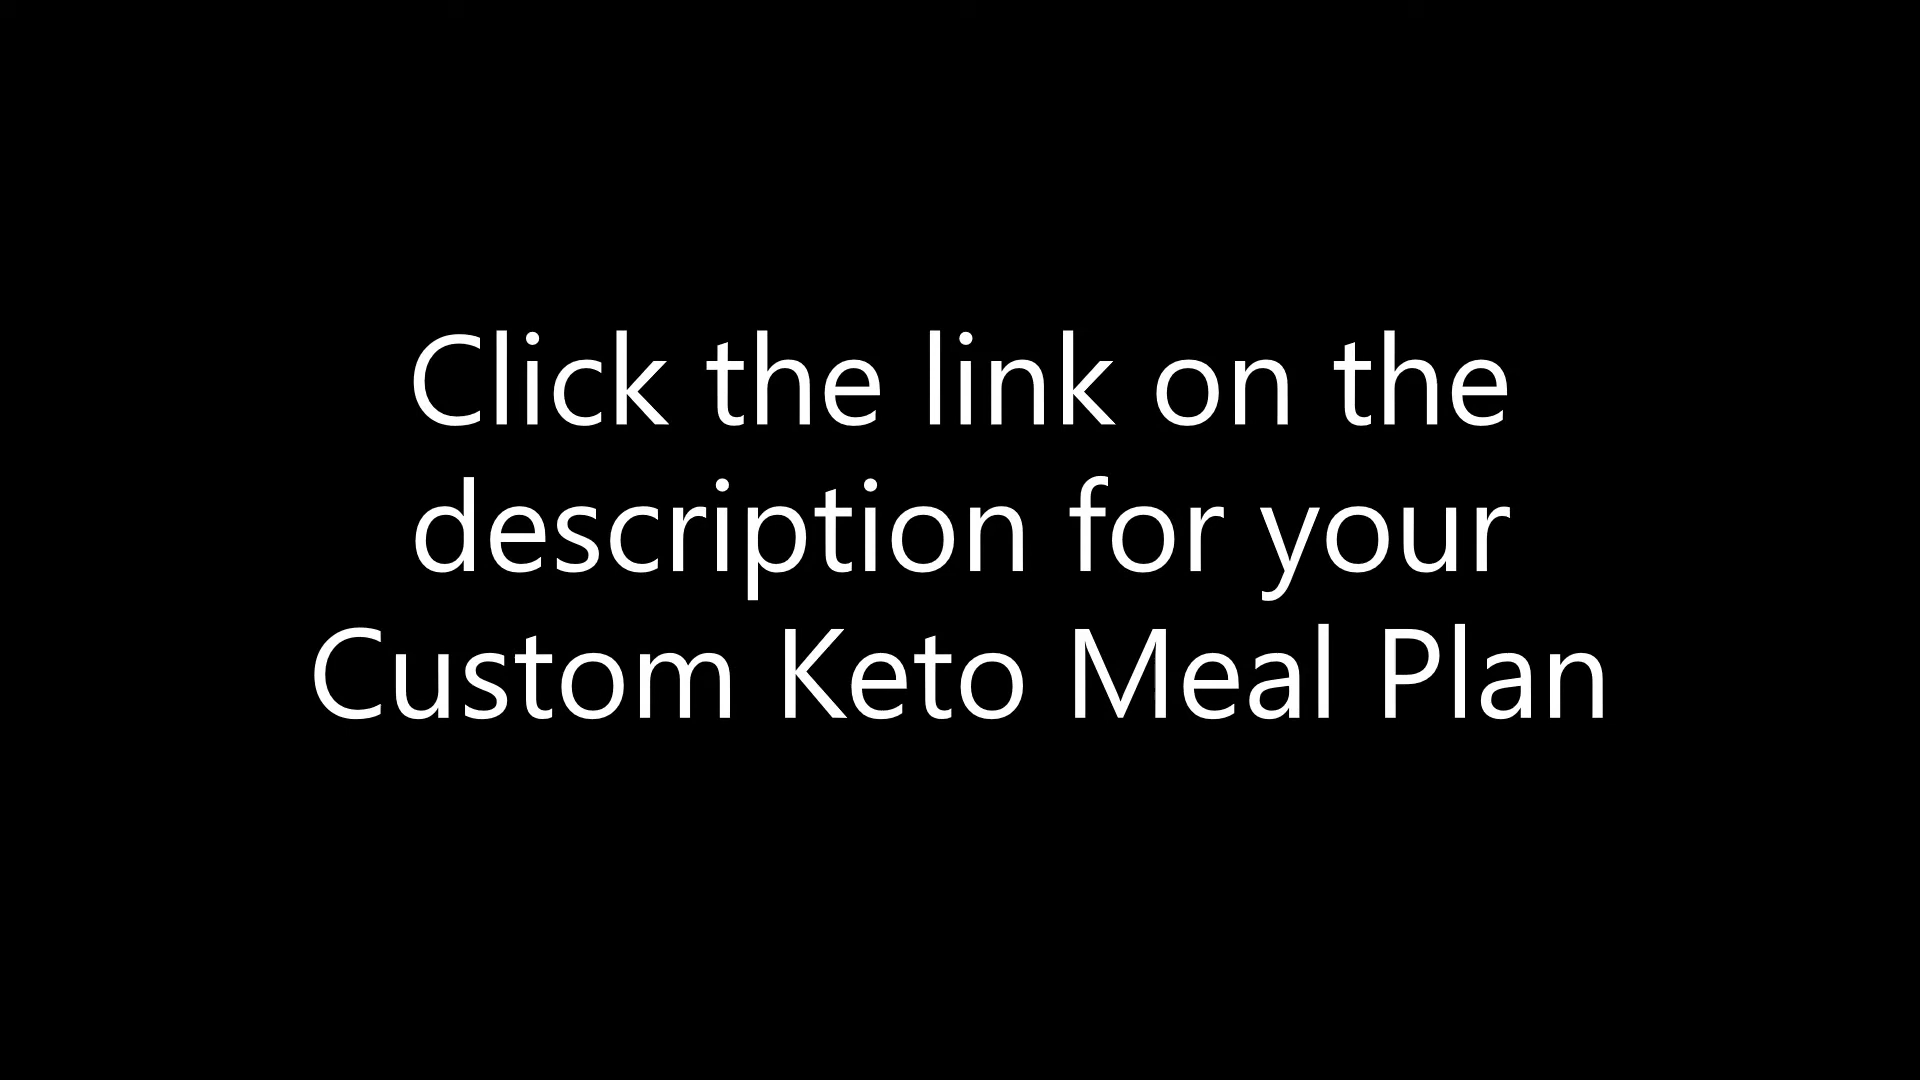 Click the link on the
description for your
Custom Keto Meal Plan